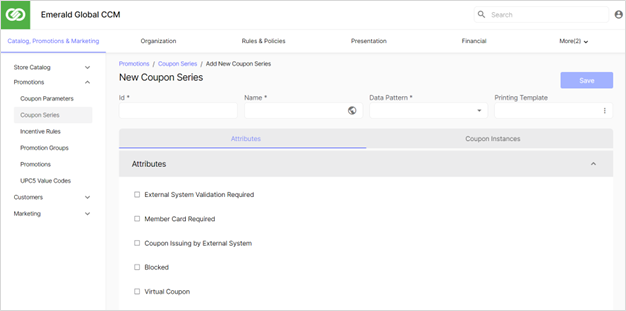 Emerald Global CCM
Search
Catalog, Promotions & Marketing Organization Rules & Policies Presentation Financial More(2)
Store Catalog
Promotions
Coupon Parameters
Coupon Series
Incentive Rules
Promotion Groups
Promotions
UPC5 Value Codes
Customers
Marketing
Promotions / Coupon Series / Add New Coupon Series
New Coupon Series
Save
Id * Name * Data Pattern * Printing Template
Attributes Coupon Instances
Attributes
External System Validation Required
Member Card Required
Coupon Issuing by External System
Blocked
Virtual Coupon